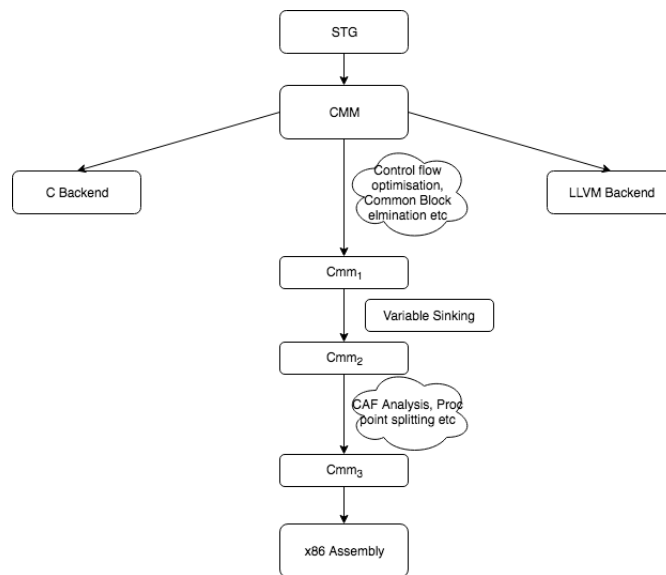 STG
CMM
C Backend
Control flow
optimisation,
Common Block
elmination etc
LLVM Backend
Cmm₁
Variable Sinking
Cmm₂
CAF Analysis, Proc
point splitting etc
Cmm₃
x86 Assembly